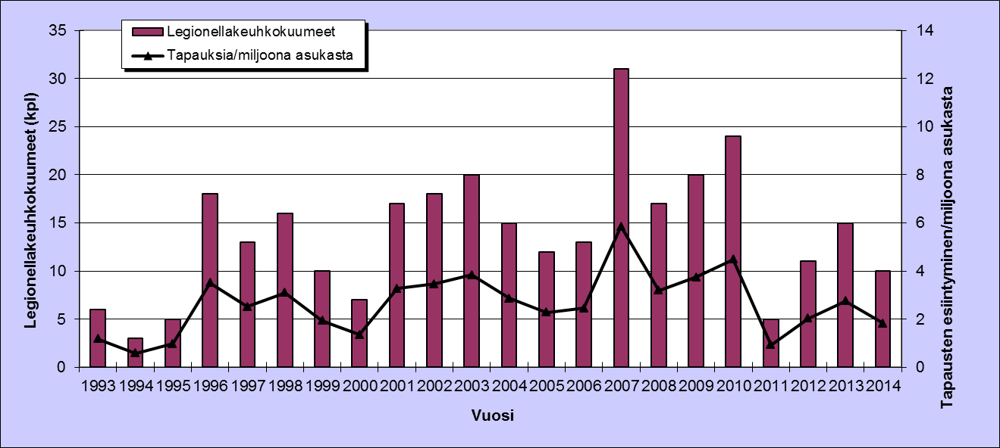 Legionellakeuhkokuumeet
Tapauksia/miljoona asukasta
Legionellakeuhkokuumeet (kpl)
35
30
25
20
15
10
5
0
14
12
10
8
6
4
2
0
Tapausten esiintyminen/miljoona asukasta
1993 1994 1995 1996 1997 1998 1999 2000 2001 2002 2003 2004 2005 2006 2007 2008 2009 2010 2011 2012 2013 2014
Vuosi